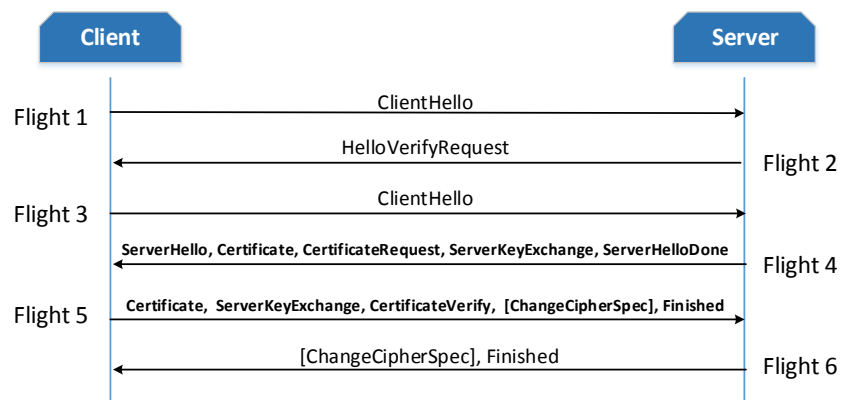 Client
Server
Flight 1
ClientHello
HelloVerifyRequest
Flight 2
Flight 3
ClientHello
ServerHello, Certificate, CertificateRequest, ServerKeyExchange, ServerHelloDone
Flight 4
Flight 5
Certificate, ServerKeyExchange, CertificateVerify, [ChangeCipherSpec], Finished
[ChangeCipherSpec], Finished
Flight 6